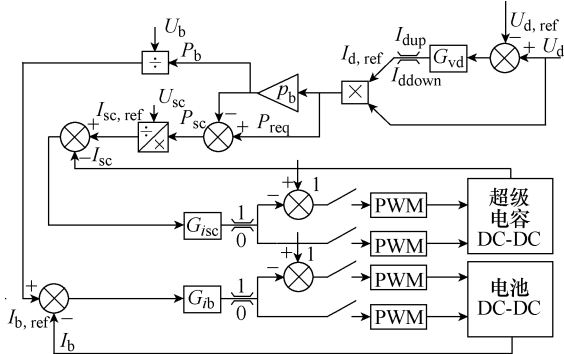 U_d, ref
−
+ U_d
G_vd
I_dup
I_ddown
I_d, ref
×
p_b
P_req
U_b
P_b
÷
I_sc, ref
U_sc
÷
×
P_sc
−
+
+
−I_sc
G_isc
1
0
+ 1
−
PWM
PWM
超级
电容
DC-DC
+ 1
−
G_ib
1
0
PWM
PWM
电池
DC-DC
+
I_b, ref
−
I_b